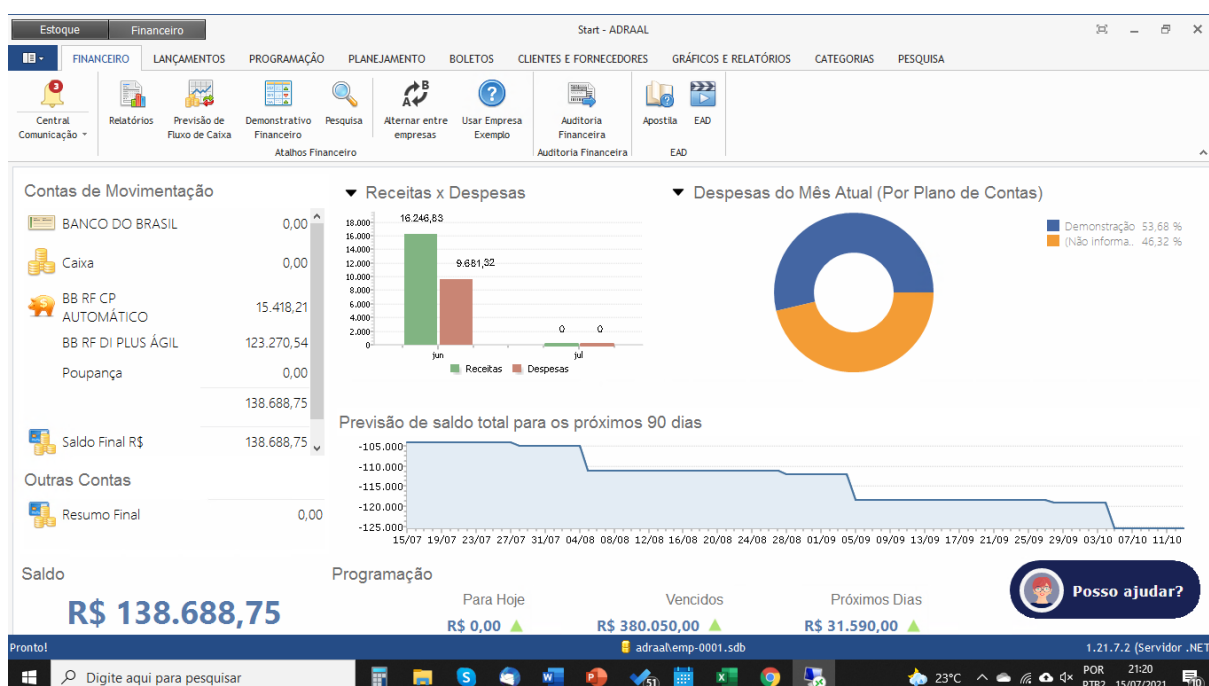 Estoque Financeiro Start - ADRAAL
FINANCEIRO LANÇAMENTOS PROGRAMAÇÃO PLANEJAMENTO BOLETOS CLIENTES E FORNECEDORES GRÁFICOS E RELATÓRIOS CATEGORIAS PESQUISA
3
Central Comunicação
Relatórios
Previsão de Fluxo de Caixa
Demonstrativo Financeiro
Pesquisa
A B
Alternar entre empresas
Usar Empresa Exemplo
Auditoria Financeira
Apostila
EAD
Atalhos Financeiro Auditoria Financeira EAD
Contas de Movimentação
BANCO DO BRASIL 0,00
Caixa 0,00
BB RF CP AUTOMÁTICO 15.418,21
BB RF DI PLUS ÁGIL 123.270,54
Poupança 0,00
138.688,75
Saldo Final R$ 138.688,75
Outras Contas
Resumo Final 0,00
Receitas x Despesas
18.000
16.000
14.000
12.000
10.000
8.000
6.000
4.000
2.000
0
16.246,83
9.681,32
0 0
jun jul
Receitas Despesas
Despesas do Mês Atual (Por Plano de Contas)
Demonstração 53,68 %
(Não informa.. 46,32 %
Previsão de saldo total para os próximos 90 dias
-105.000
-110.000
-115.000
-120.000
-125.000
15/07 19/07 23/07 27/07 31/07 04/08 08/08 12/08 16/08 20/08 24/08 28/08 01/09 05/09 09/09 13/09 17/09 21/09 25/09 29/09 03/10 07/10 11/10
Saldo
R$ 138.688,75
Programação
Para Hoje Vencidos Próximos Dias
R$ 0,00 R$ 380.050,00 R$ 31.590,00
Posso ajudar?
Pronto! adraal\emp-0001.sdb 1.21.7.2 (Servidor .NET
Digite aqui para pesquisar
51
23°C
POR 21:20
PTB2 15/07/2021
10